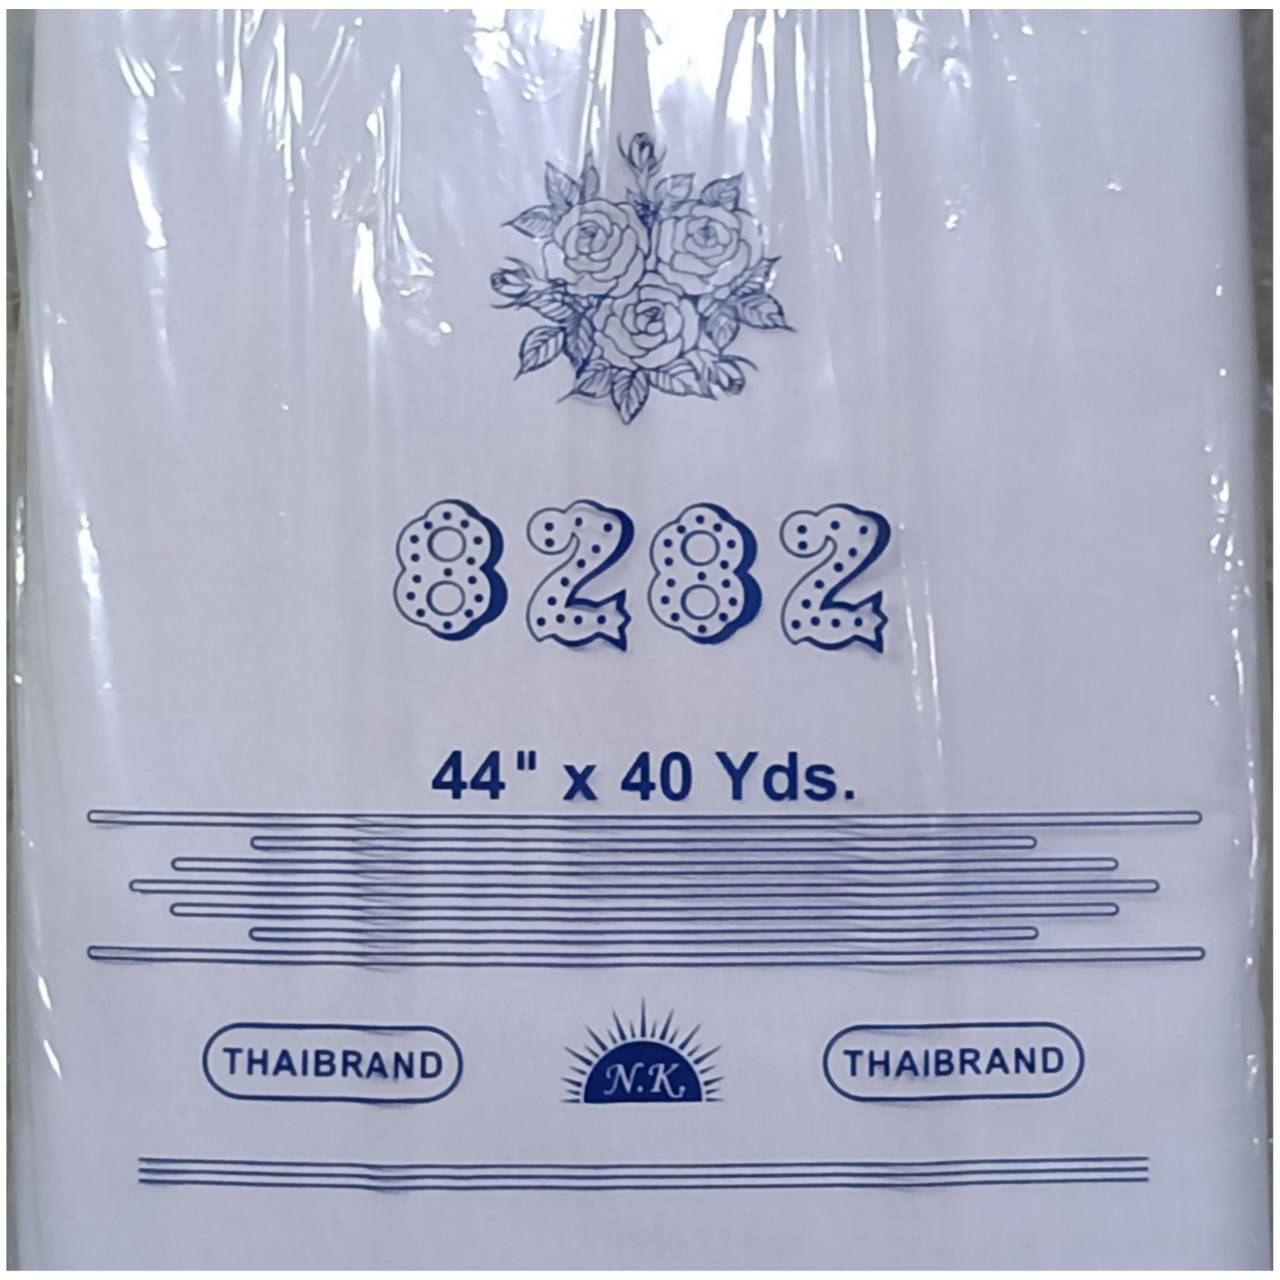 8282
44" x 40 Yds.
THAIBRAND N.K. THAIBRAND